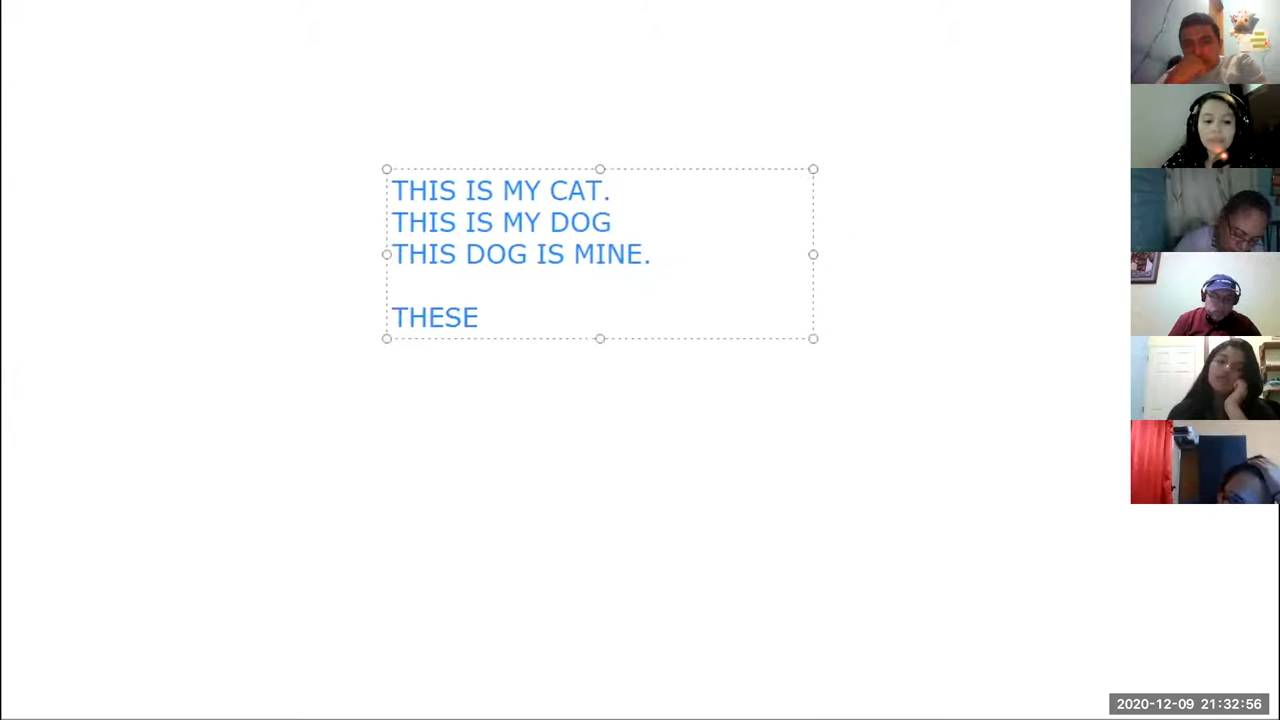 THIS IS MY CAT.
THIS IS MY DOG
THIS DOG IS MINE.
THESE
2020-12-09 21:32:56